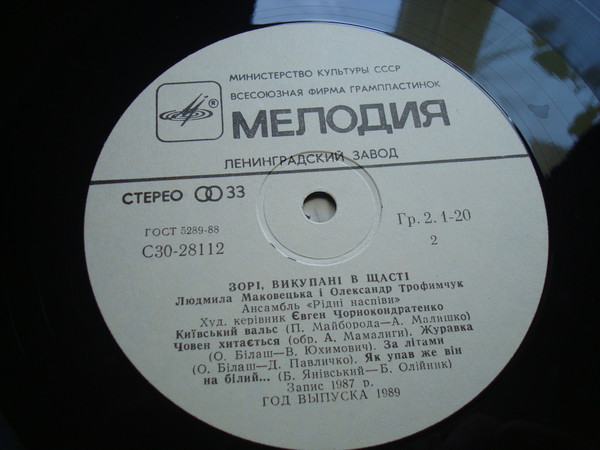 МИНИСТЕРСТВО КУЛЬТУРЫ СССР
ВСЕСОЮЗНАЯ ФИРМА ГРАМПЛАСТИНОК
®
МЕЛОДИЯ
ЛЕНИНГРАДСКИЙ ЗАВОД
СТЕРЕО 33
ГОСТ 5289-88
Гр. 2. 1-20
С30-28112
2
ЗОРІ, ВИКУПАНІ В ЩАСТІ
Людмила Маковецька і Олександр Трофимчук
Ансамбль «Рідні наспіви»
Худ. керівник Євген Чорнокондратенко
Київський вальс (П. Майборода—А. Малишко)
Човен хитається (обр. А. Мамалиги). Журавка
(О. Білаш—В. Юхимович). За літами
(О. Білаш—Д. Павличко). Як упав же він
на білий... (Б. Янівський—Б. Олійник)
Запис 1987 р.
ГОД ВЫПУСКА 1989